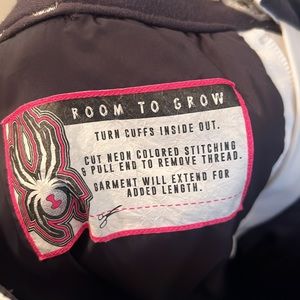 ROOM TO GROW
TURN CUFFS INSIDE OUT.
CUT NEON COLORED STITCHING
& PULL END TO REMOVE THREAD.
GARMENT WILL EXTEND FOR
ADDED LENGTH.